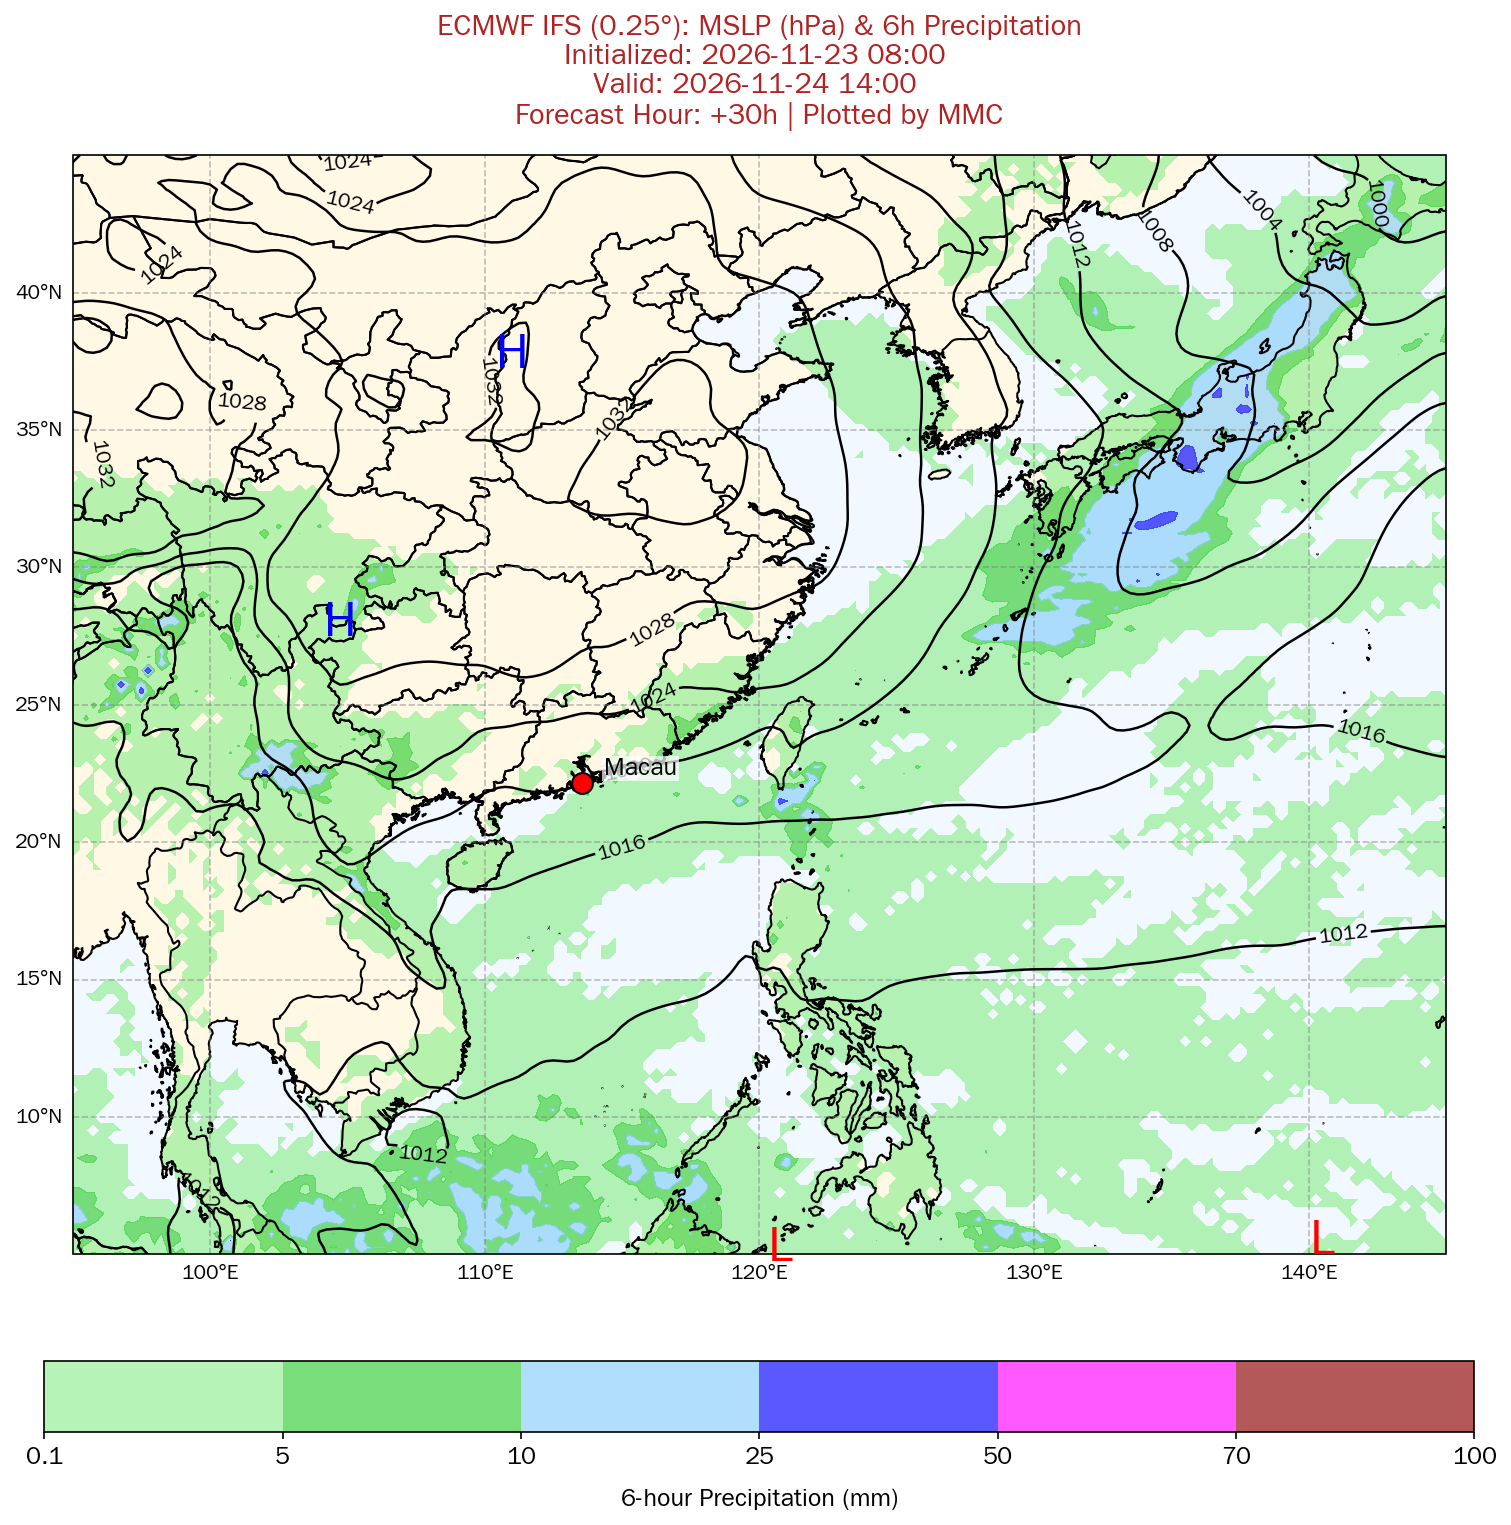 ECMWF IFS (0.25°): MSLP (hPa) & 6h Precipitation
Initialized: 2026-11-23 08:00
Valid: 2026-11-24 14:00
Forecast Hour: +30h | Plotted by MMC
1024
1024
1024
1000
1004
1008
1012
40°N
H
1032
1028
1032
35°N
1032
30°N
H
1028
1024
25°N
1016
Macau
20°N
1016
15°N
1012
10°N
1012
1012
L
L
100°E 110°E 120°E 130°E 140°E
0.1 5 10 25 50 70 100
6-hour Precipitation (mm)